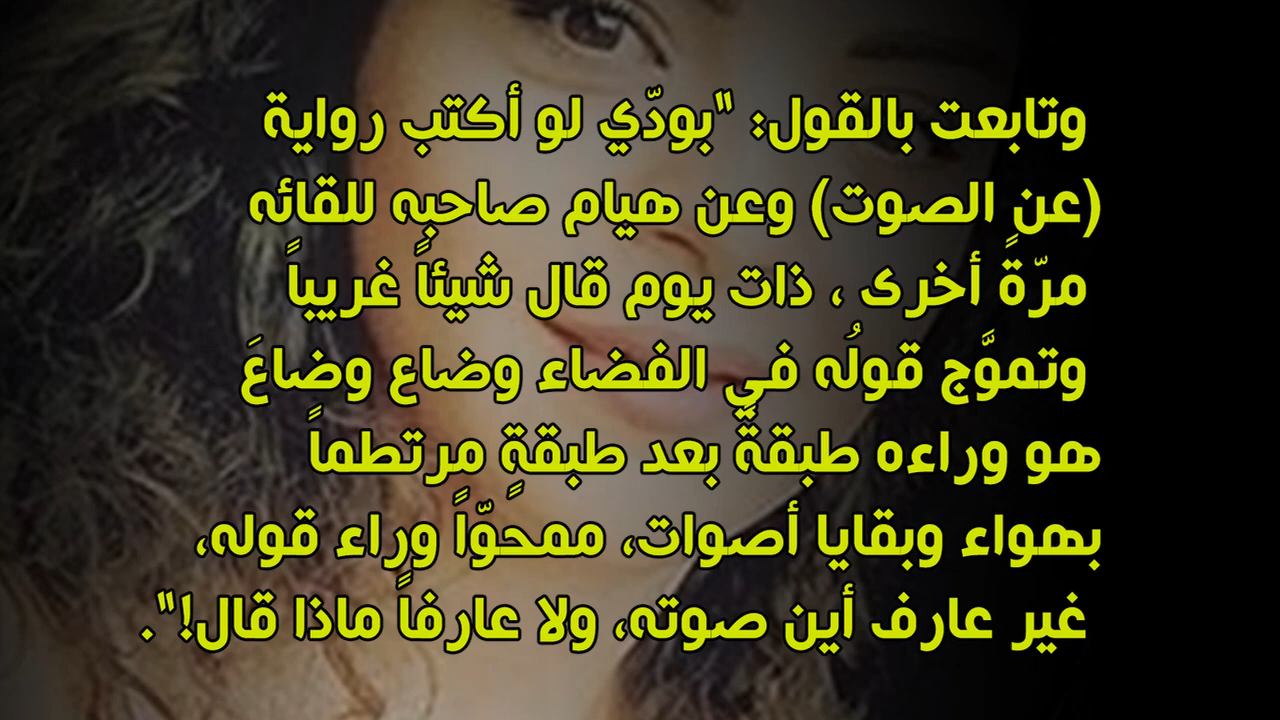 وتابعت بالقول: "بودّي لو أكتب رواية
(عن الصوت) وعن هيام صاحبِه للقائه
مرّةً أخرى ، ذات يوم قال شيئاً غريباً
وتموَّج قولُه في الفضاء وضاع وضاعَ
هو وراءه طبقةً بعد طبقةٍ مرتطماً
بهواء وبقايا أصوات، ممحوّاً وراء قوله،
غير عارف أين صوته، ولا عارفاً ماذا قال!".